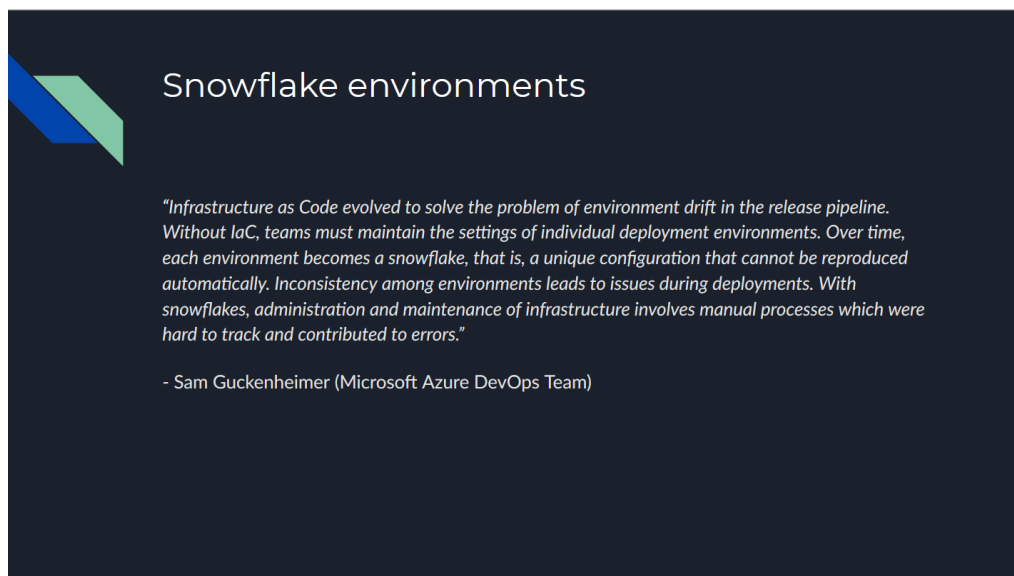 Snowflake environments
“Infrastructure as Code evolved to solve the problem of environment drift in the release pipeline.
Without IaC, teams must maintain the settings of individual deployment environments. Over time,
each environment becomes a snowflake, that is, a unique configuration that cannot be reproduced
automatically. Inconsistency among environments leads to issues during deployments. With
snowflakes, administration and maintenance of infrastructure involves manual processes which were
hard to track and contributed to errors.”
- Sam Guckenheimer (Microsoft Azure DevOps Team)